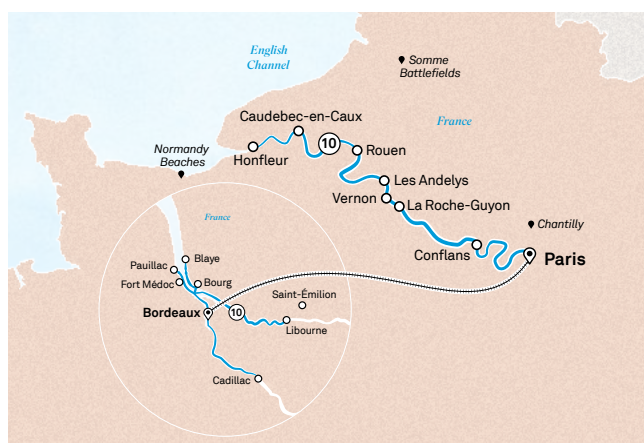 English
Channel
Somme
Battlefields
Caudebec-en-Caux
10
France
Normandy
Beaches
Honfleur
Rouen
Les Andelys
Vernon
La Roche-Guyon
France
Chantilly
Conflans
Paris
Blaye
Pauillac
Fort Médoc
Bourg
Saint-Émilion
Bordeaux
10
Libourne
Cadillac